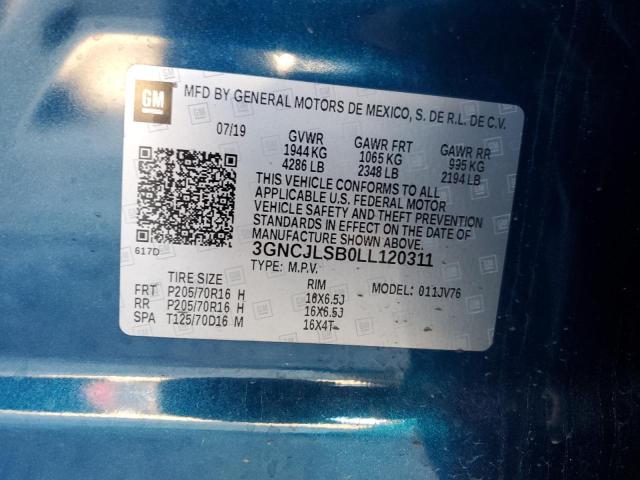 GM
MFD BY GENERAL MOTORS DE MEXICO, S. DE R.L. DE C.V.
07/19 GVWR GAWR FRT GAWR RR
1944 KG 1065 KG 995 KG
4286 LB 2348 LB 2194 LB
THIS VEHICLE CONFORMS TO ALL
APPLICABLE U.S. FEDERAL MOTOR
VEHICLE SAFETY AND THEFT PREVENTION
STANDARDS IN EFFECT ON THE DATE OF
MANUFACTURE SHOWN ABOVE.
617D
3GNCJLSB0LL120311
TYPE: M.P.V. MODEL: 011JV76
TIRE SIZE RIM
FRT P205/70R16 H 16X6.5J
RR P205/70R16 H 16X6.5J
SPA T125/70D16 M 16X4T